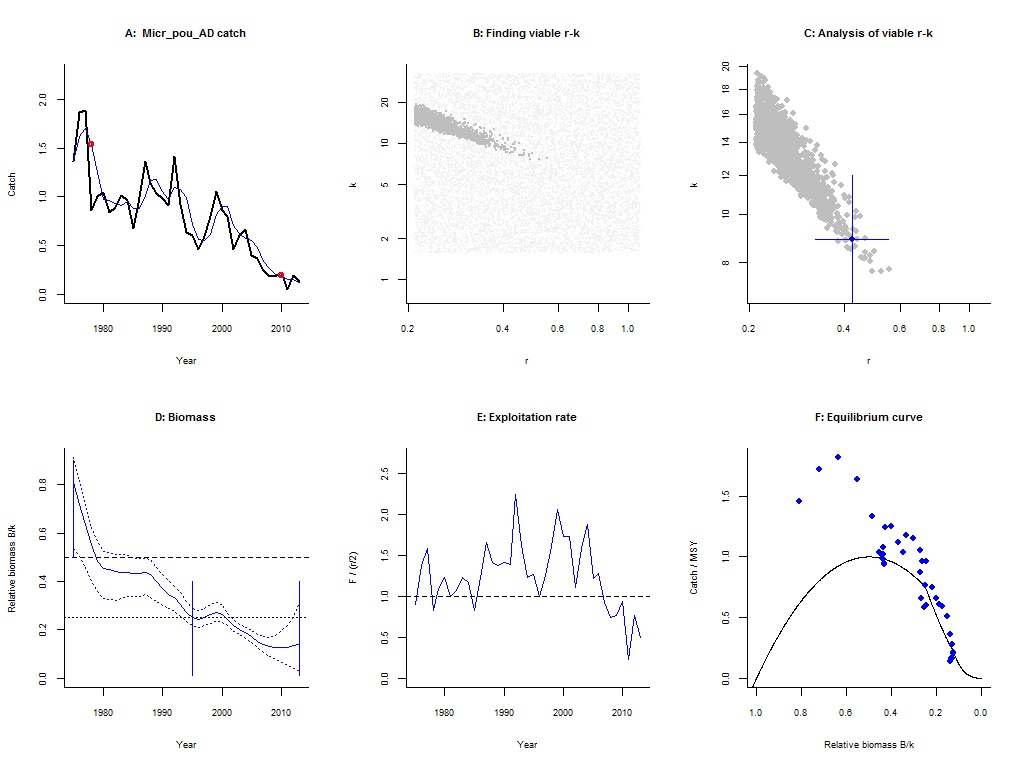 A:  Micr_pou_AD catch
Catch
0.0 0.5 1.0 1.5 2.0
1980 1990 2000 2010
Year
B: Finding viable r-k
k
1 2 5 10 20
0.2 0.4 0.6 0.8 1.0
r
C: Analysis of viable r-k
k
8 10 12 14 16 18 20
0.2 0.4 0.6 0.8 1.0
r
D: Biomass
Relative biomass B/k
0.0 0.2 0.4 0.6 0.8
1980 1990 2000 2010
Year
E: Exploitation rate
F / (r/2)
0.0 0.5 1.0 1.5 2.0 2.5
1980 1990 2000 2010
Year
F: Equilibrium curve
Catch / MSY
0.0 0.5 1.0 1.5
1.0 0.8 0.6 0.4 0.2 0.0
Relative biomass B/k